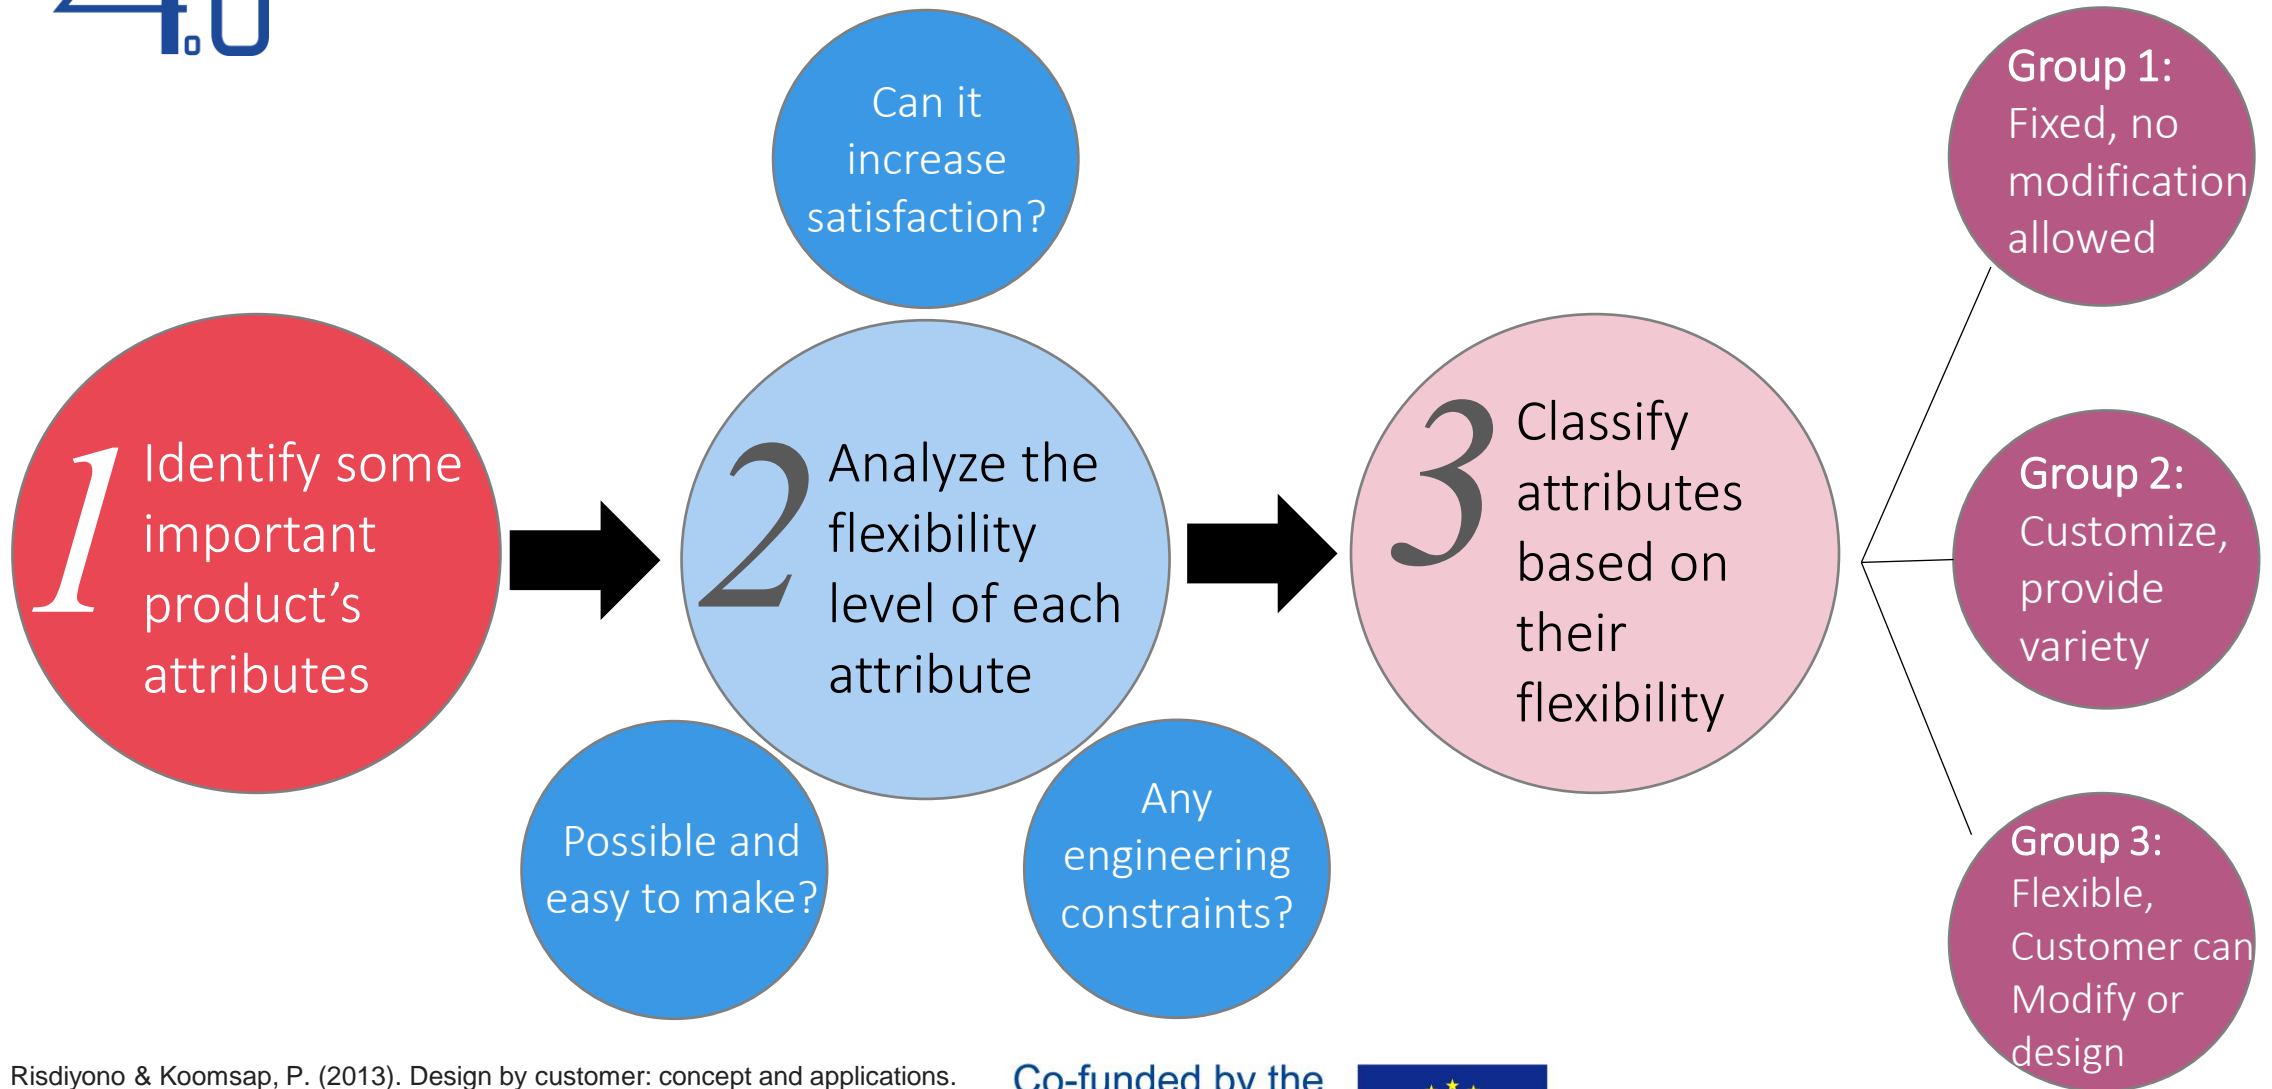 4.0
Can it
increase
satisfaction?
1
Identify some
important
product’s
attributes
2
Analyze the
flexibility
level of each
attribute
Possible and
easy to make?
Any
engineering
constraints?
3
Classify
attributes
based on
their
flexibility
Group 1:
Fixed, no
modification
allowed
Group 2:
Customize,
provide
variety
Group 3:
Flexible,
Customer can
Modify or
design
Risdiyono & Koomsap, P. (2013). Design by customer: concept and applications.
Co-funded by the